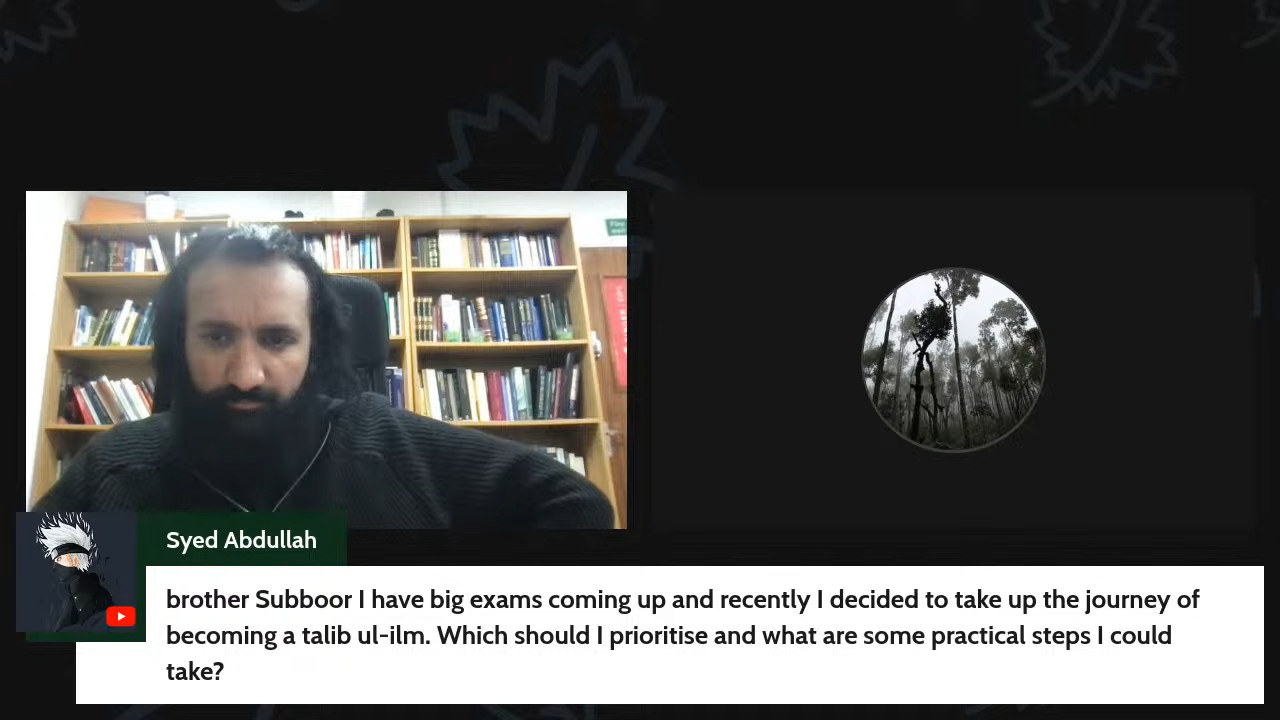 Syed Abdullah
brother Subboor I have big exams coming up and recently I decided to take up the journey of
becoming a talib ul-ilm. Which should I prioritise and what are some practical steps I could
take?